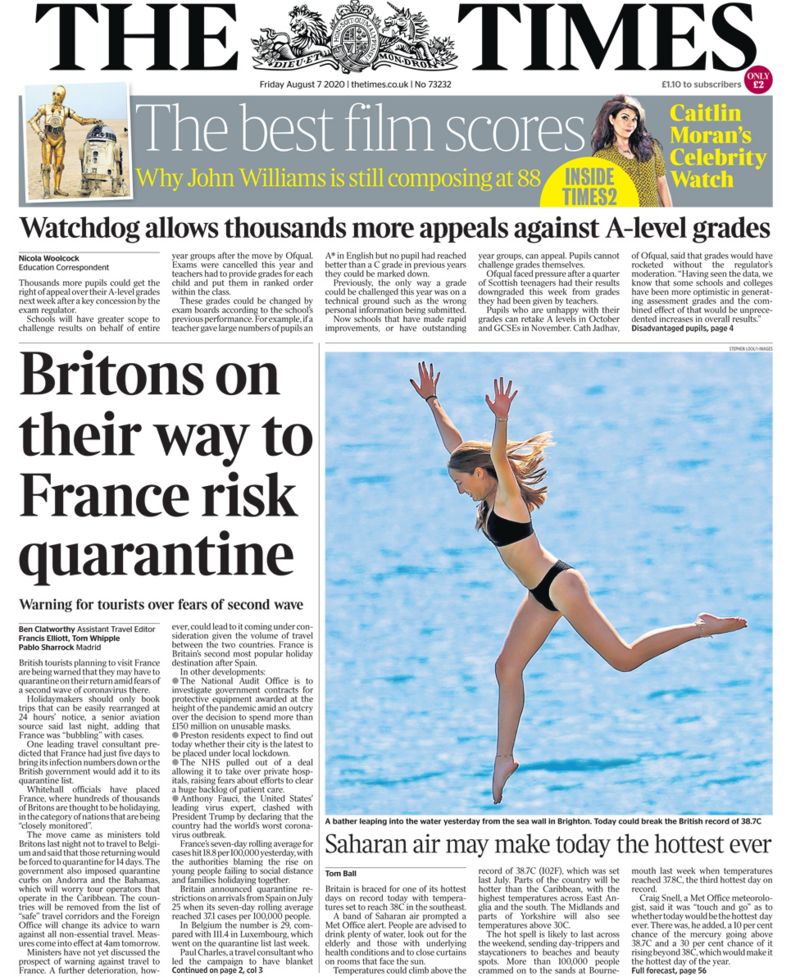 THE TIMES
DIEU·ET MON·DROIT
Friday August 7 2020 | thetimes.co.uk | No 73232
£1.10 to subscribers
ONLY
£2
The best film scores
Why John Williams is still composing at 88
INSIDE
TIMES2
Caitlin
Moran's
Celebrity
Watch
Watchdog allows thousands more appeals against A-level grades
Nicola Woolcock
Education Correspondent
Thousands more pupils could get the
right of appeal over their A-level grades
next week after a key concession by the
exam regulator.
Schools will have greater scope to
challenge results on behalf of entire
year groups after the move by Ofqual.
Exams were cancelled this year and
teachers had to provide grades for each
child and put them in ranked order
within the class.
These grades could be changed by
exam boards according to the school's
previous performance. For example, if a
teacher gave large numbers of pupils an
A* in English but no pupil had reached
better than a C grade in previous years
they could be marked down.
Previously, the only way a grade
could be challenged this year was on a
technical ground such as the wrong
personal information being submitted.
Now schools that have made rapid
improvements, or have outstanding
year groups, can appeal. Pupils cannot
challenge grades themselves.
Ofqual faced pressure after a quarter
of Scottish teenagers had their results
downgraded this week from grades
they had been given by teachers.
Pupils who are unhappy with their
grades can retake A levels in October
and GCSEs in November. Cath Jadhav,
of Ofqual, said that grades would have
rocketed without the regulator's
moderation. "Having seen the data, we
know that some schools and colleges
have been more optimistic in generat-
ing assessment grades and the com-
bined effect of that would be unprece-
dented increases in overall results."
Disadvantaged pupils, page 4
Britons on
their way to
France risk
quarantine
Warning for tourists over fears of second wave
Ben Clatworthy Assistant Travel Editor
Francis Elliott, Tom Whipple
Pablo Sharrock Madrid
British tourists planning to visit France
are being warned that they may have to
quarantine on their return amid fears of
a second wave of coronavirus there.
Holidaymakers should only book
trips that can be easily rearranged at
24 hours' notice, a senior aviation
source said last night, adding that
France was "bubbling" with cases.
One leading travel consultant pre-
dicted that France had just five days to
bring its infection numbers down or the
British government would add it to its
quarantine list.
Whitehall officials have placed
France, where hundreds of thousands
of Britons are thought to be holidaying,
in the category of nations that are being
"closely monitored".
The move came as ministers told
Britons last night not to travel to Belgi-
um and said that those returning would
be forced to quarantine for 14 days. The
government also imposed quarantine
curbs on Andorra and the Bahamas,
which will worry tour operators that
operate in the Caribbean. The coun-
tries will be removed from the list of
"safe" travel corridors and the Foreign
Office will change its advice to warn
against all non-essential travel. Meas-
ures come into effect at 4am tomorrow.
Ministers have not yet discussed the
prospect of warning against travel to
France. A further deterioration, how-
ever, could lead to it coming under con-
sideration given the volume of travel
between the two countries. France is
Britain's second most popular holiday
destination after Spain.
In other developments:
● The National Audit Office is to
investigate government contracts for
protective equipment awarded at the
height of the pandemic amid an outcry
over the decision to spend more than
£150 million on unusable masks.
● Preston residents expect to find out
today whether their city is the latest to
be placed under local lockdown.
● The NHS pulled out of a deal
allowing it to take over private hosp-
itals, raising fears about efforts to clear
a huge backlog of patient care.
● Anthony Fauci, the United States'
leading virus expert, clashed with
President Trump by declaring that the
country had the world's worst corona-
virus outbreak.
France's seven-day rolling average for
cases hit 18.8 per 100,000 yesterday, with
the authorities blaming the rise on
young people failing to social distance
and families holidaying together.
Britain announced quarantine re-
strictions on arrivals from Spain on July
25 when its seven-day rolling average
reached 37.1 cases per 100,000 people.
In Belgium the number is 29, com-
pared with 111.4 in Luxembourg, which
went on the quarantine list last week.
Paul Charles, a travel consultant who
led the campaign to have blanket
Continued on page 2, col 3
A bather leaping into the water yesterday from the sea wall in Brighton. Today could break the British record of 38.7C
Saharan air may make today the hottest ever
Tom Ball
Britain is braced for one of its hottest
days on record today with tempera-
tures set to reach 38C in the southeast.
A band of Saharan air prompted a
Met Office alert. People are advised to
drink plenty of water, look out for the
elderly and those with underlying
health conditions and to close curtains
on rooms that face the sun.
Temperatures could climb above the
record of 38.7C (102F), which was set
last July. Parts of the country will be
hotter than the Caribbean, with the
highest temperatures across East An-
glia and the south. The Midlands and
parts of Yorkshire will also see
temperatures above 30C.
The hot spell is likely to last across
the weekend, sending day-trippers and
staycationers to beaches and beauty
spots. More than 100,000 people
crammed on to the sands at Bourne-
mouth last week when temperatures
reached 37.8C, the third hottest day on
record.
Craig Snell, a Met Office meteorolo-
gist, said it was "touch and go" as to
whether today would be the hottest day
ever. There was, he added, a 10 per cent
chance of the mercury going above
38.7C and a 30 per cent chance of it
rising beyond 38C, which would make it
the hottest day of the year.
Full forecast, page 56